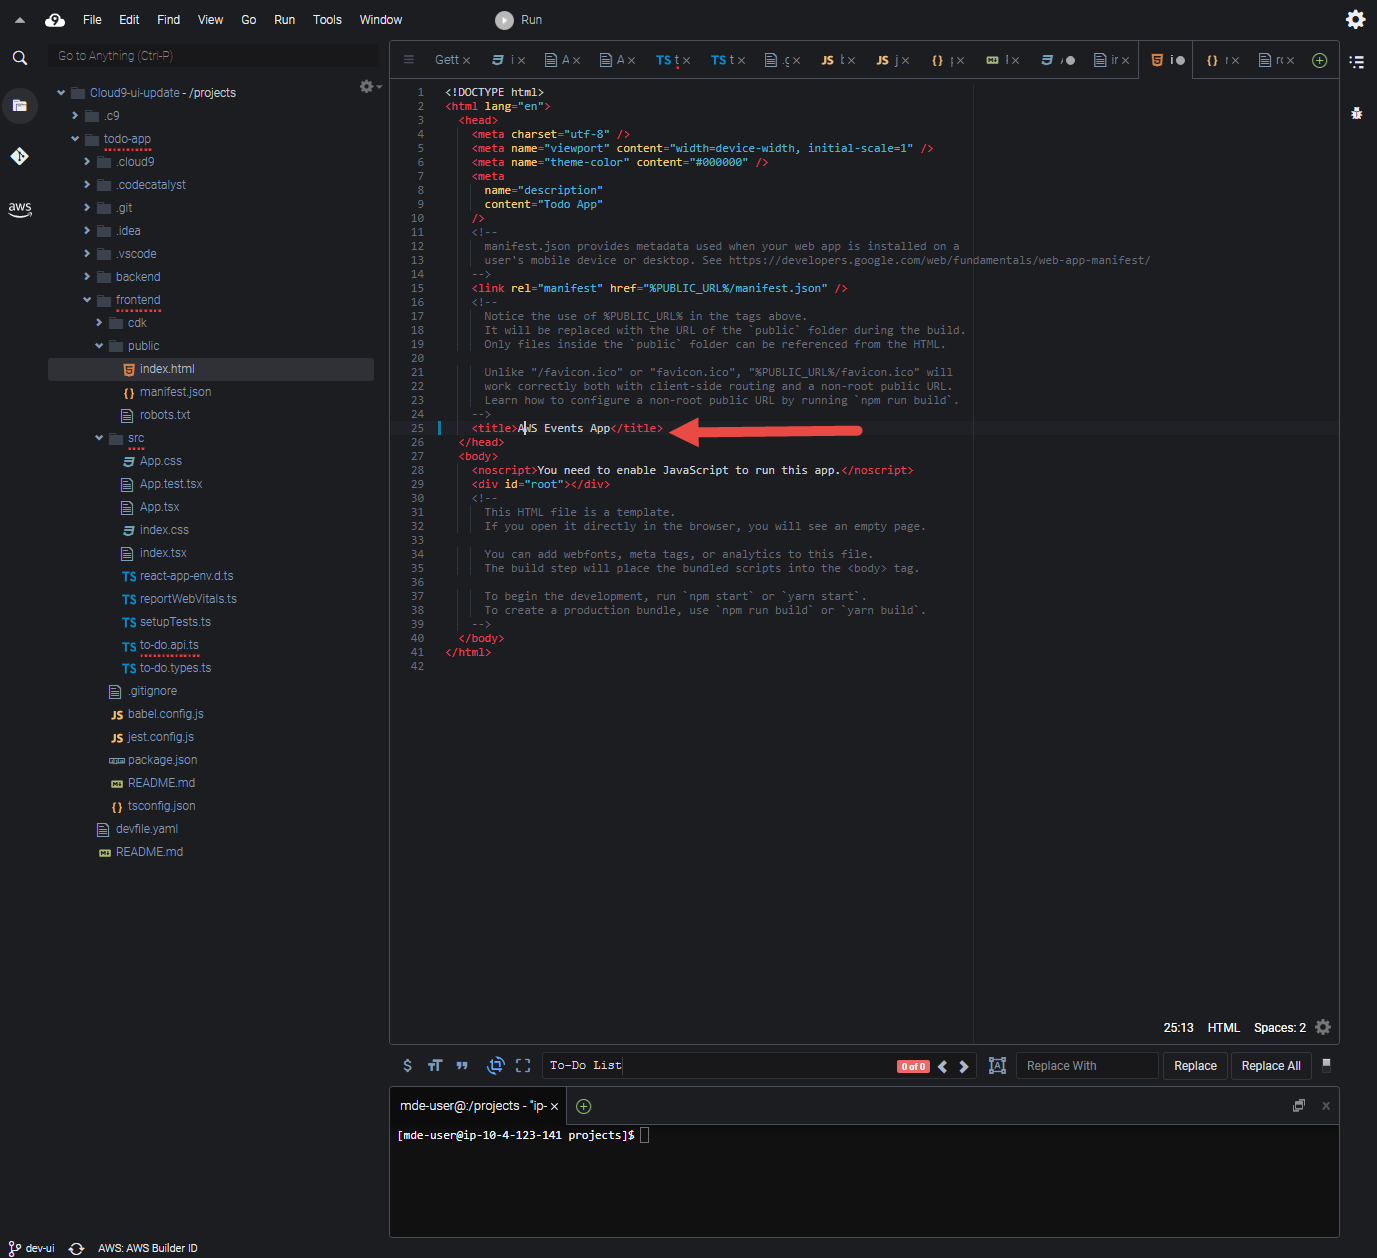 File Edit Find View Go Run Tools Window Run
Go to Anything (Ctrl-P)
Gett
TS t
TS t
JS
JS j
{ }
{ }
Cloud9-ui-update - /projects
.c9
todo-app
.cloud9
.codecatalyst
.git
.idea
.vscode
backend
frontend
cdk
public
index.html
{ } manifest.json
robots.txt
src
App.css
App.test.tsx
App.tsx
index.css
index.tsx
TS react-app-env.d.ts
TS reportWebVitals.ts
TS setupTests.ts
TS to-do.api.ts
TS to-do.types.ts
.gitignore
JS babel.config.js
JS jest.config.js
package.json
README.md
{ } tsconfig.json
devfile.yaml
README.md
aws
1 <!DOCTYPE html>
2 <html lang="en">
3 <head>
4 <meta charset="utf-8" />
5 <meta name="viewport" content="width=device-width, initial-scale=1" />
6 <meta name="theme-color" content="#000000" />
7 <meta
8 name="description"
9 content="Todo App"
10 />
11 <!--
12 manifest.json provides metadata used when your web app is installed on a
13 user's mobile device or desktop. See https://developers.google.com/web/fundamentals/web-app-manifest/
14 -->
15 <link rel="manifest" href="%PUBLIC_URL%/manifest.json" />
16 <!--
17 Notice the use of %PUBLIC_URL% in the tags above.
18 It will be replaced with the URL of the `public` folder during the build.
19 Only files inside the `public` folder can be referenced from the HTML.
20
21 Unlike "/favicon.ico" or "favicon.ico", "%PUBLIC_URL%/favicon.ico" will
22 work correctly both with client-side routing and a non-root public URL.
23 Learn how to configure a non-root public URL by running `npm run build`.
24 -->
25 <title>AWS Events App</title>
26 </head>
27 <body>
28 <noscript>You need to enable JavaScript to run this app.</noscript>
29 <div id="root"></div>
30 <!--
31 This HTML file is a template.
32 If you open it directly in the browser, you will see an empty page.
33
34 You can add webfonts, meta tags, or analytics to this file.
35 The build step will place the bundled scripts into the <body> tag.
36
37 To begin the development, run `npm start` or `yarn start`.
38 To create a production bundle, use `npm run build` or `yarn build`.
39 -->
40 </body>
41 </html>
42
25:13 HTML Spaces: 2
To-Do List 0 of 0 Replace With Replace Replace All
mde-user@:/projects - "ip-
[mde-user@ip-10-4-123-141 projects]$
dev-ui AWS: AWS Builder ID